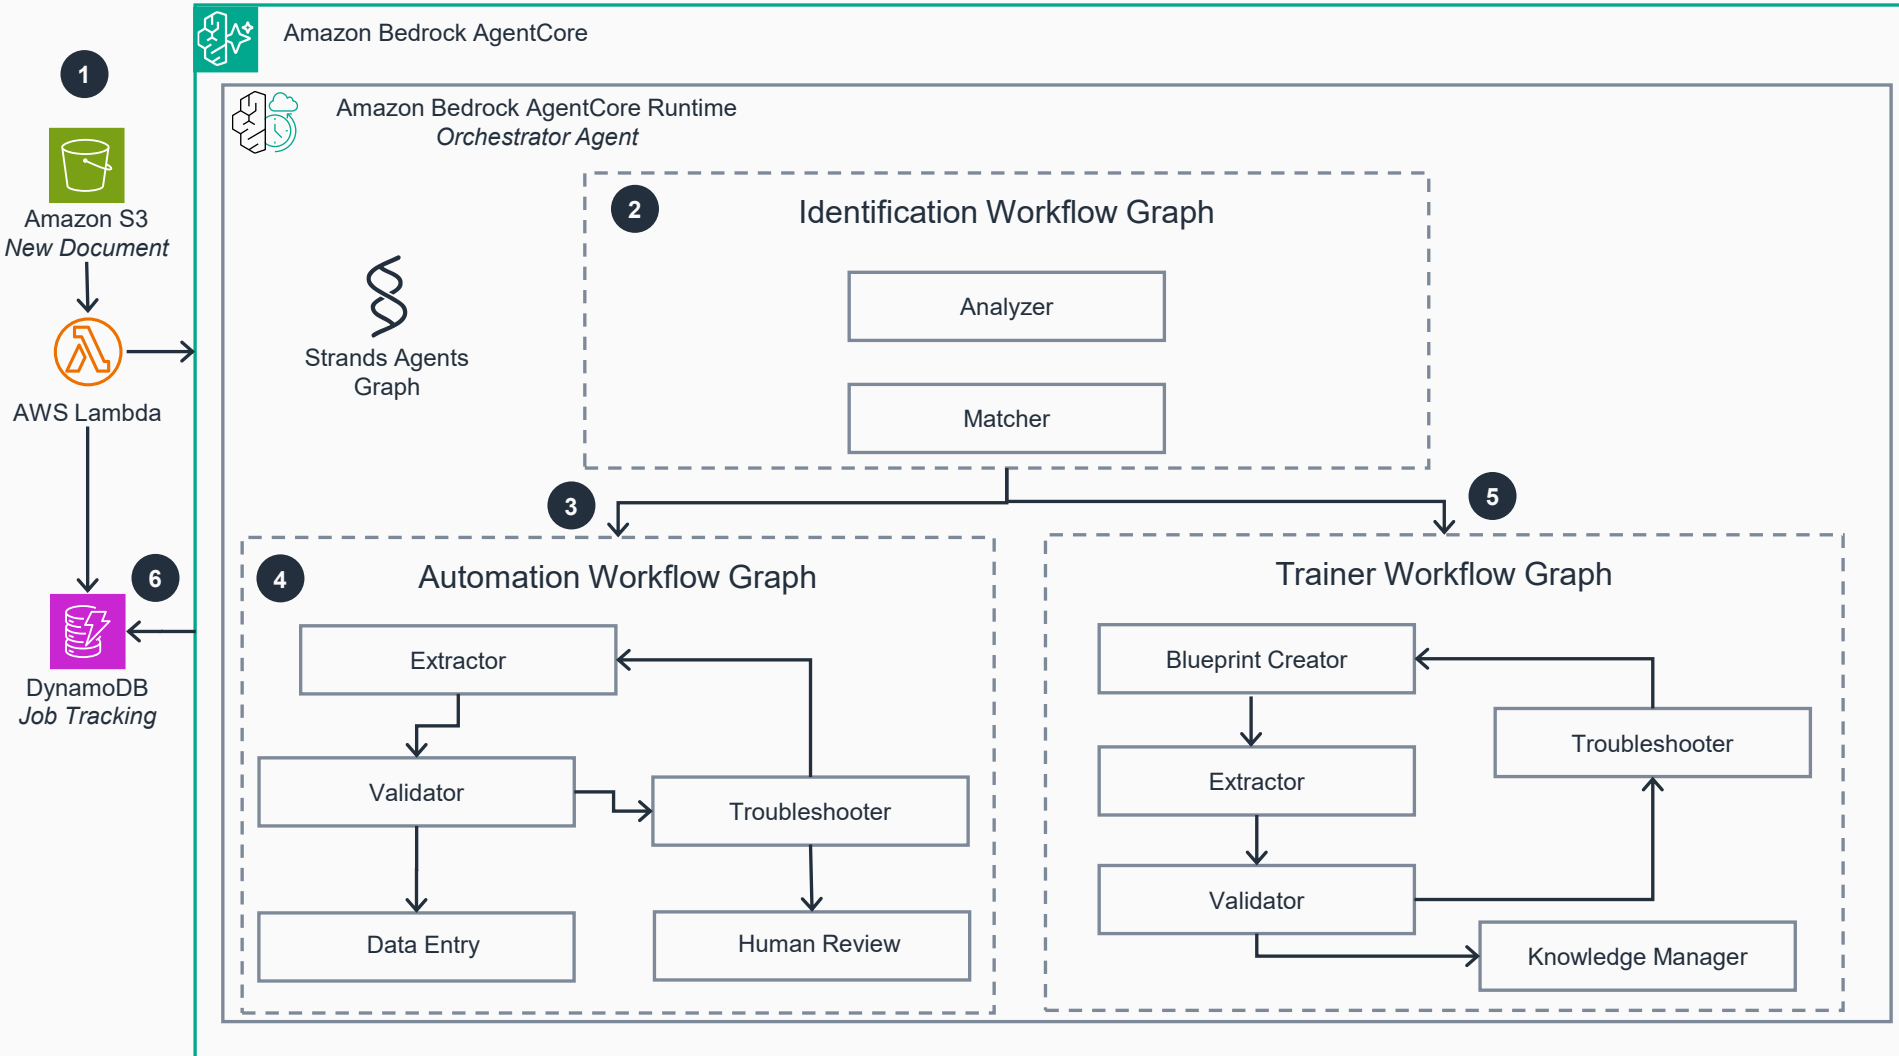 Amazon Bedrock AgentCore
1
Amazon Bedrock AgentCore Runtime
Orchestrator Agent
Amazon S3
New Document
2
Identification Workflow Graph
Analyzer
Matcher
Strands Agents
Graph
AWS Lambda
3
5
6
DynamoDB
Job Tracking
4
Automation Workflow Graph
Extractor
Validator
Troubleshooter
Data Entry
Human Review
Trainer Workflow Graph
Blueprint Creator
Troubleshooter
Extractor
Validator
Knowledge Manager